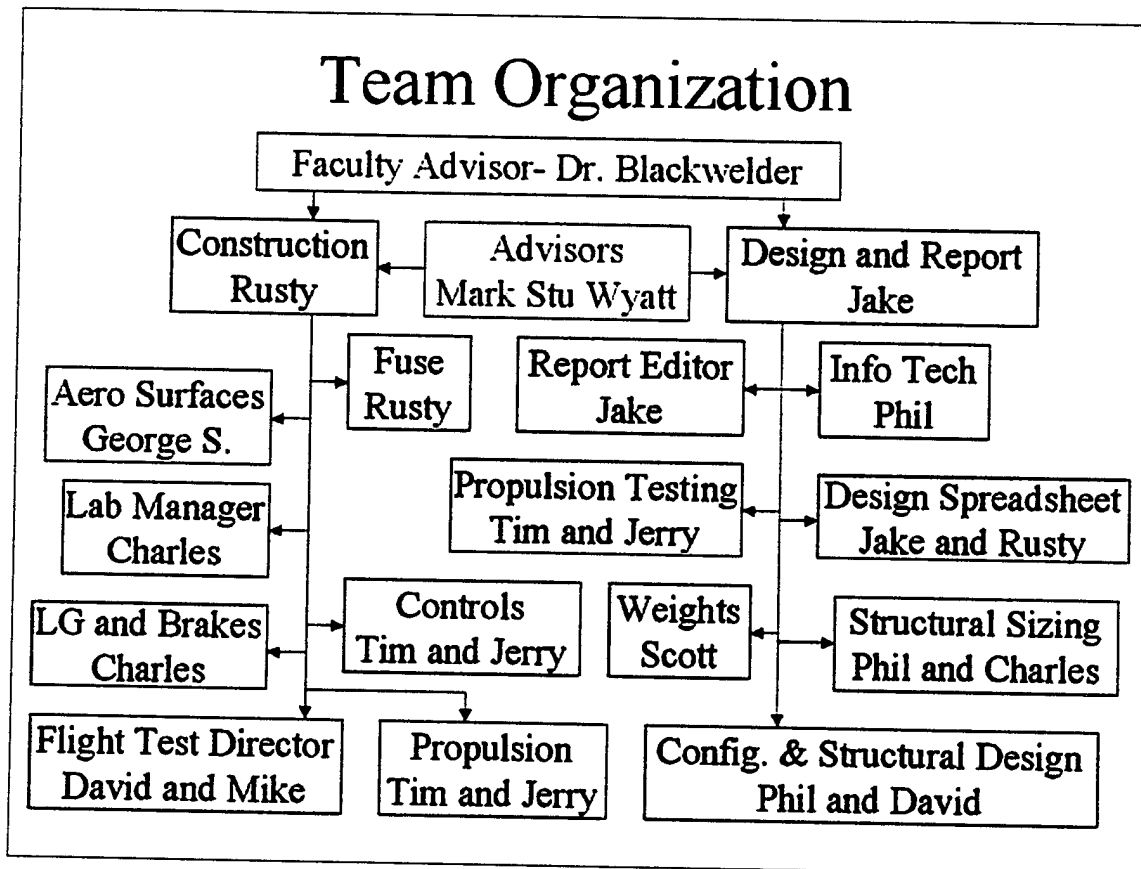 Team Organization
Faculty Advisor- Dr. Blackwelder
Construction
Rusty
Advisors
Mark Stu Wyatt
Design and Report
Jake
Fuse
Rusty
Report Editor
Jake
Info Tech
Phil
Aero Surfaces
George S.
Propulsion Testing
Tim and Jerry
Design Spreadsheet
Jake and Rusty
Lab Manager
Charles
Controls
Tim and Jerry
Weights
Scott
Structural Sizing
Phil and Charles
LG and Brakes
Charles
Flight Test Director
David and Mike
Propulsion
Tim and Jerry
Config. & Structural Design
Phil and David